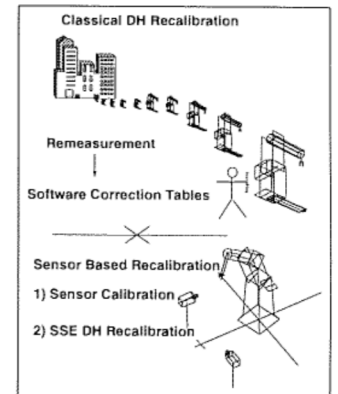 Classical DH Recalibration
Remeasurement
Software Correction Tables
Sensor Based Recalibration
1) Sensor Calibration
2) SSE DH Recalibration